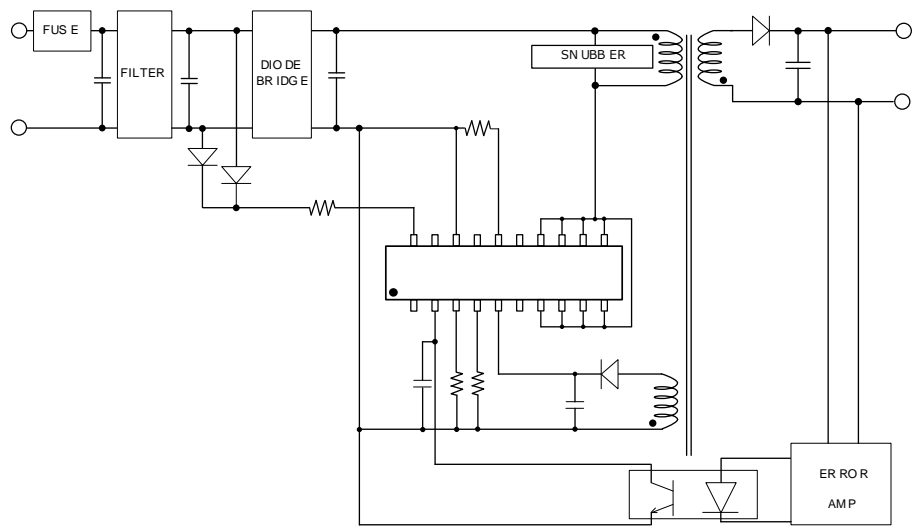 FUSE
FILTER
DIODE
BRIDGE
SNUBBER
ERROR
AMP